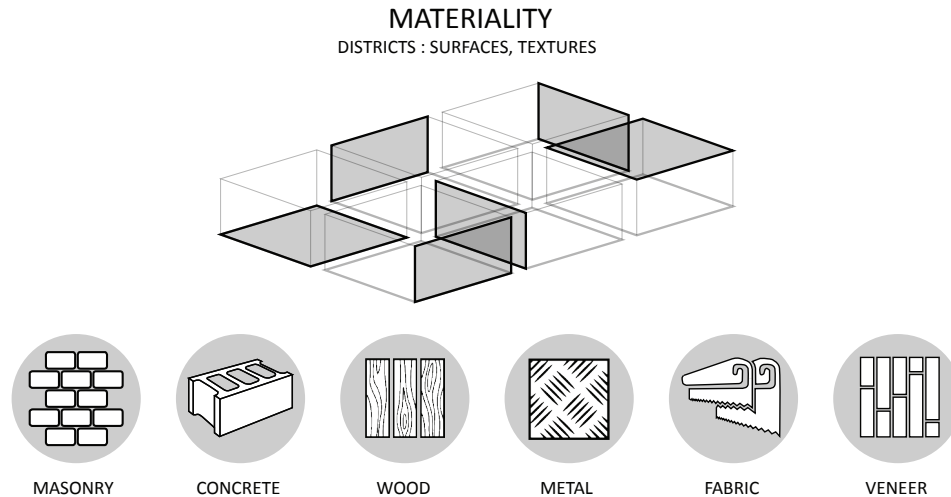 MATERIALITY
DISTRICTS : SURFACES, TEXTURES
MASONRY
CONCRETE
WOOD
METAL
FABRIC
VENEER